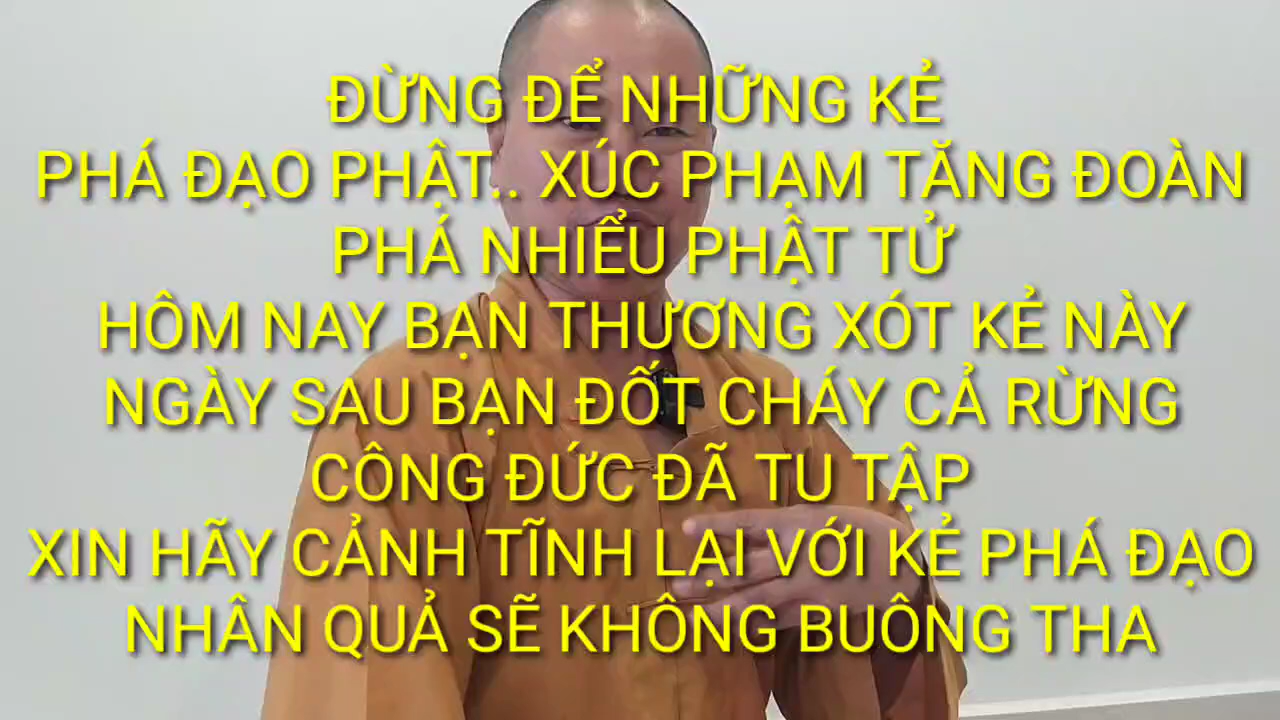 ĐỪNG ĐỂ NHỮNG KẺ
PHÁ ĐẠO PHẬT.. XÚC PHẠM TĂNG ĐOÀN
PHÁ NHIỂU PHẬT TỬ
HÔM NAY BẠN THƯƠNG XÓT KẺ NÀY
NGÀY SAU BẠN ĐỐT CHÁY CẢ RỪNG
CÔNG ĐỨC ĐÃ TU TẬP
XIN HÃY CẢNH TĨNH LẠI VỚI KẺ PHÁ ĐẠO
NHÂN QUẢ SẼ KHÔNG BUÔNG THA